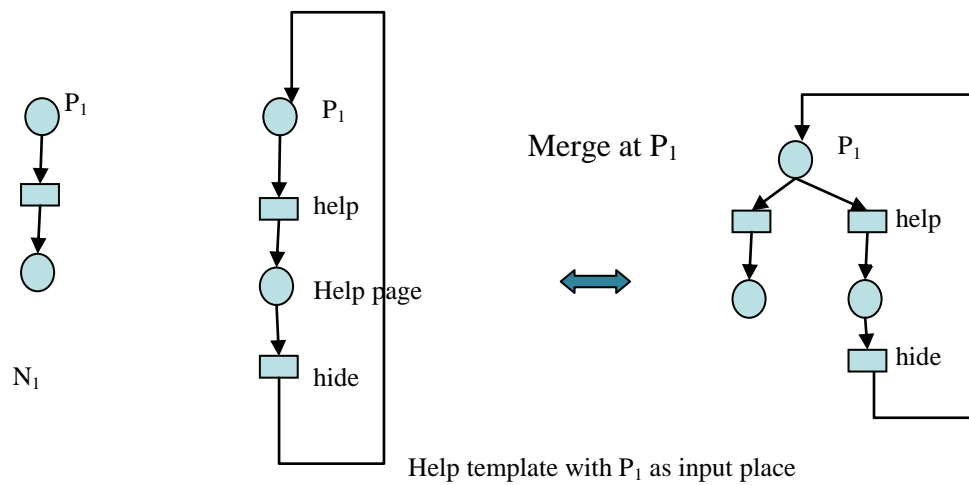 P₁
N₁
P₁
help
Help page
hide
Merge at P₁
P₁
help
hide
Help template with P₁ as input place